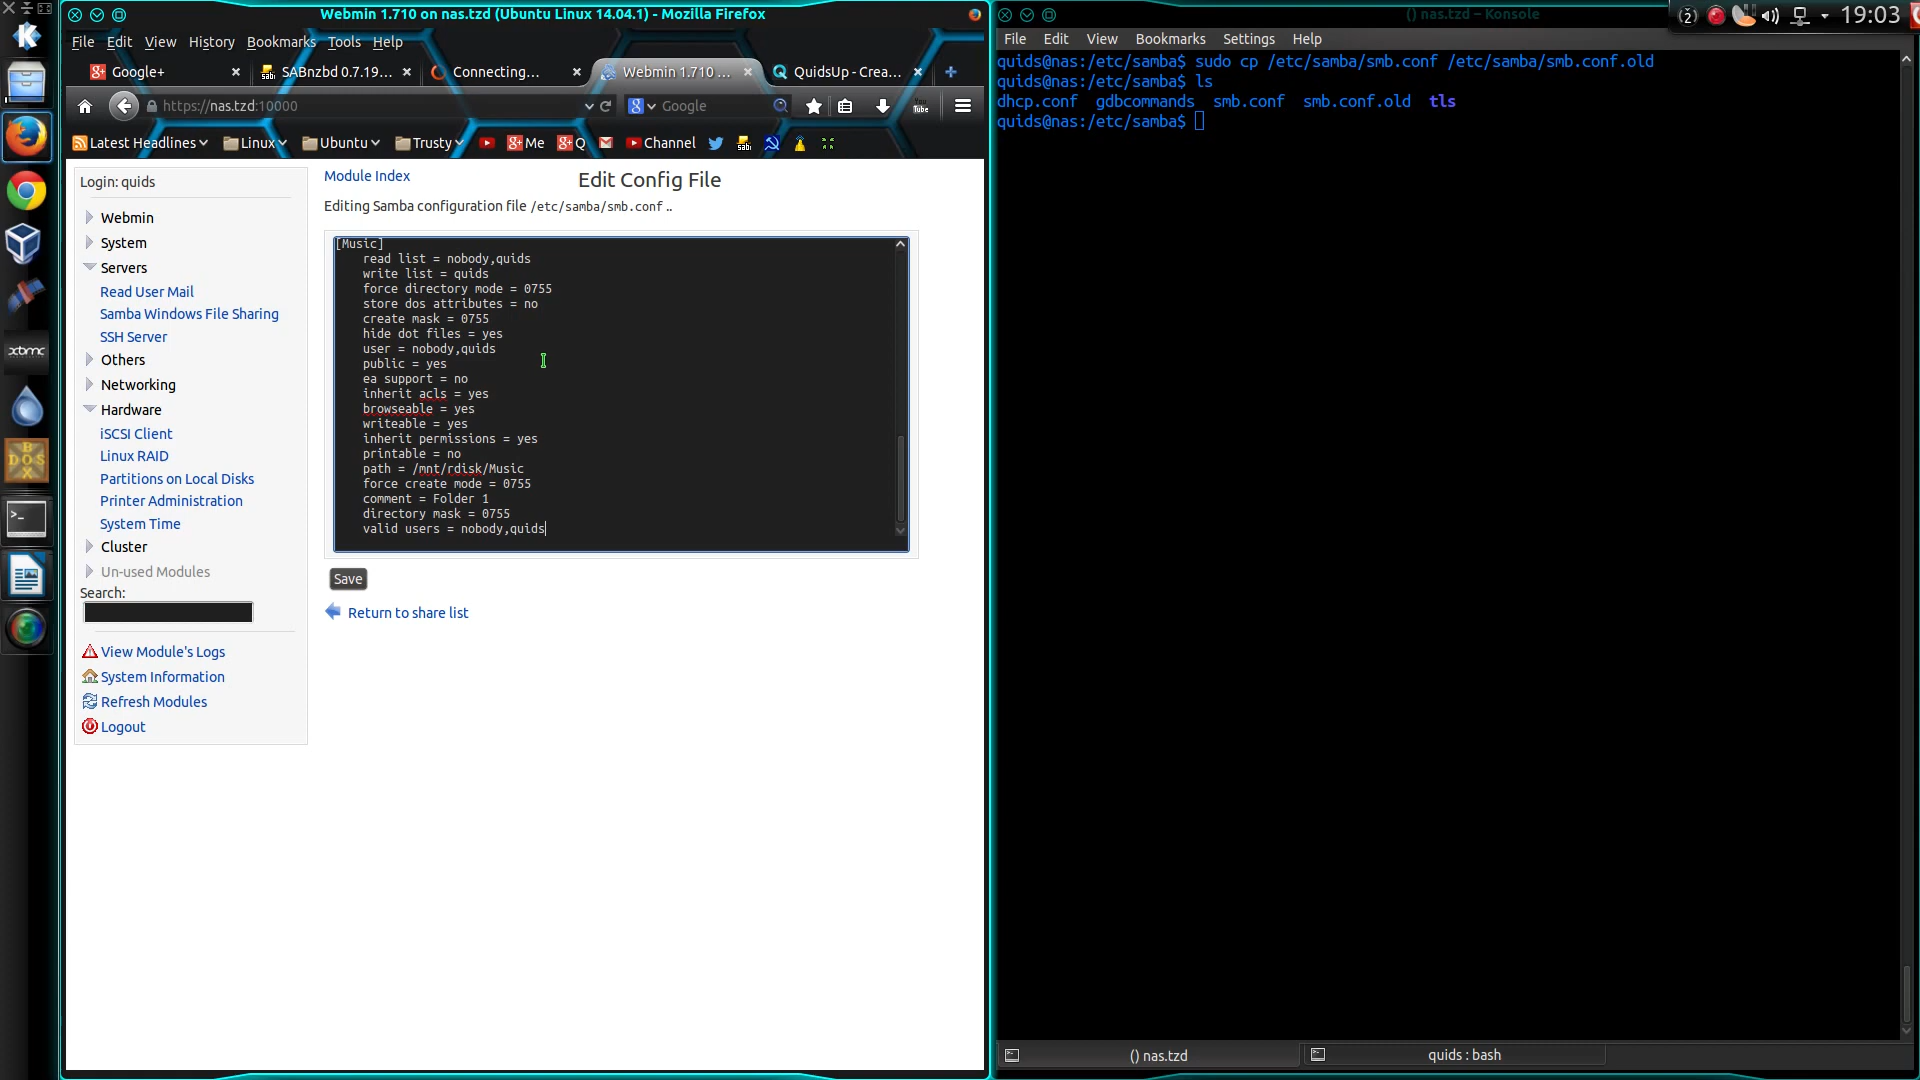 Webmin 1.710 on nas.tzd (Ubuntu Linux 14.04.1) - Mozilla Firefox
File Edit View History Bookmarks Tools Help
Google+
SABnzbd 0.7.19...
Connecting...
Webmin 1.710 ...
QuidsUp - Crea...
https://nas.tzd:10000
Google
Latest Headlines
Linux
Ubuntu
Trusty
Me
Q
Channel
Login: quids
Webmin
System
Servers
Read User Mail
Samba Windows File Sharing
SSH Server
Others
Networking
Hardware
iSCSI Client
Linux RAID
Partitions on Local Disks
Printer Administration
System Time
Cluster
Un-used Modules
Search:
View Module's Logs
System Information
Refresh Modules
Logout
Module Index
Edit Config File
Editing Samba configuration file /etc/samba/smb.conf ..
[Music]
read list = nobody,quids
write list = quids
force directory mode = 0755
store dos attributes = no
create mask = 0755
hide dot files = yes
user = nobody,quids
public = yes
ea support = no
inherit acls = yes
browseable = yes
writeable = yes
inherit permissions = yes
printable = no
path = /mnt/rdisk/Music
force create mode = 0755
comment = Folder 1
directory mask = 0755
valid users = nobody,quids
Save
Return to share list
() nas.tzd – Konsole
19:03
File Edit View Bookmarks Settings Help
quids@nas:/etc/samba$ sudo cp /etc/samba/smb.conf /etc/samba/smb.conf.old
quids@nas:/etc/samba$ ls
dhcp.conf gdbcommands smb.conf smb.conf.old tls
quids@nas:/etc/samba$
() nas.tzd
quids : bash
xbmc